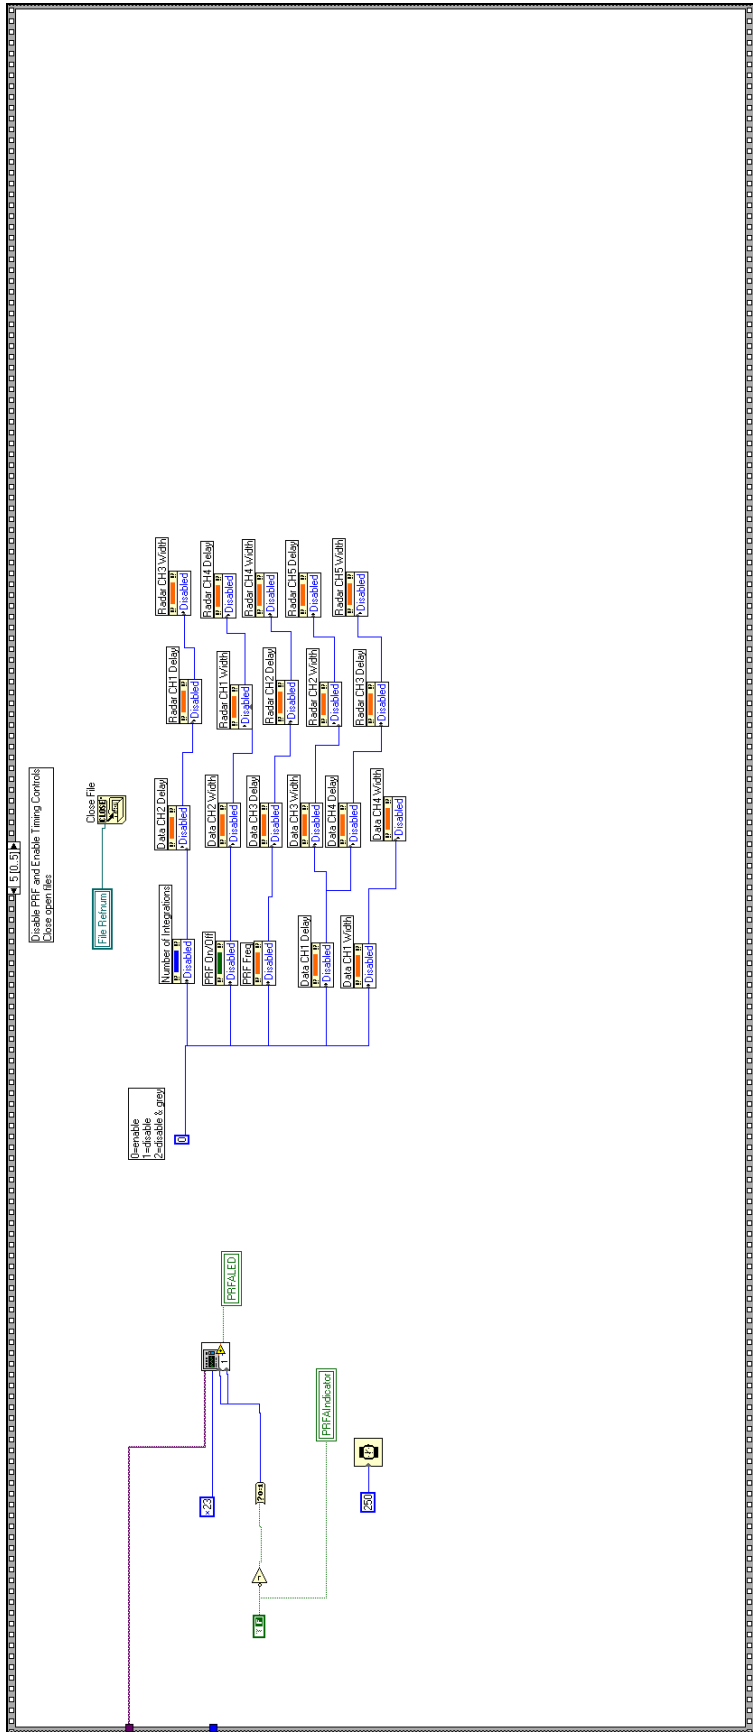 5 [0..5]
Disable PRF and Enable Timing Controls
Close open files
File Refnum
Close File
CLOSE
0=enable
1=disable
2=disable & grey
0
Number of Integrations
Disabled
Data CH2 Delay
Disabled
Radar CH1 Delay
Disabled
Radar CH3 Width
Disabled
PRF On/Off
Disabled
Data CH2 Width
Disabled
Radar CH1 Width
Disabled
Radar CH4 Delay
Disabled
PRF Freq
Disabled
Data CH3 Delay
Disabled
Radar CH2 Delay
Disabled
Radar CH4 Width
Disabled
Data CH1 Delay
Disabled
Data CH3 Width
Disabled
Radar CH2 Width
Disabled
Radar CH5 Delay
Disabled
Data CH1 Width
Disabled
Data CH4 Delay
Disabled
Radar CH3 Delay
Disabled
Radar CH5 Width
Disabled
Data CH4 Width
Disabled
x23
1
PRFALED
F
?0:1
PRFAIndicator
250